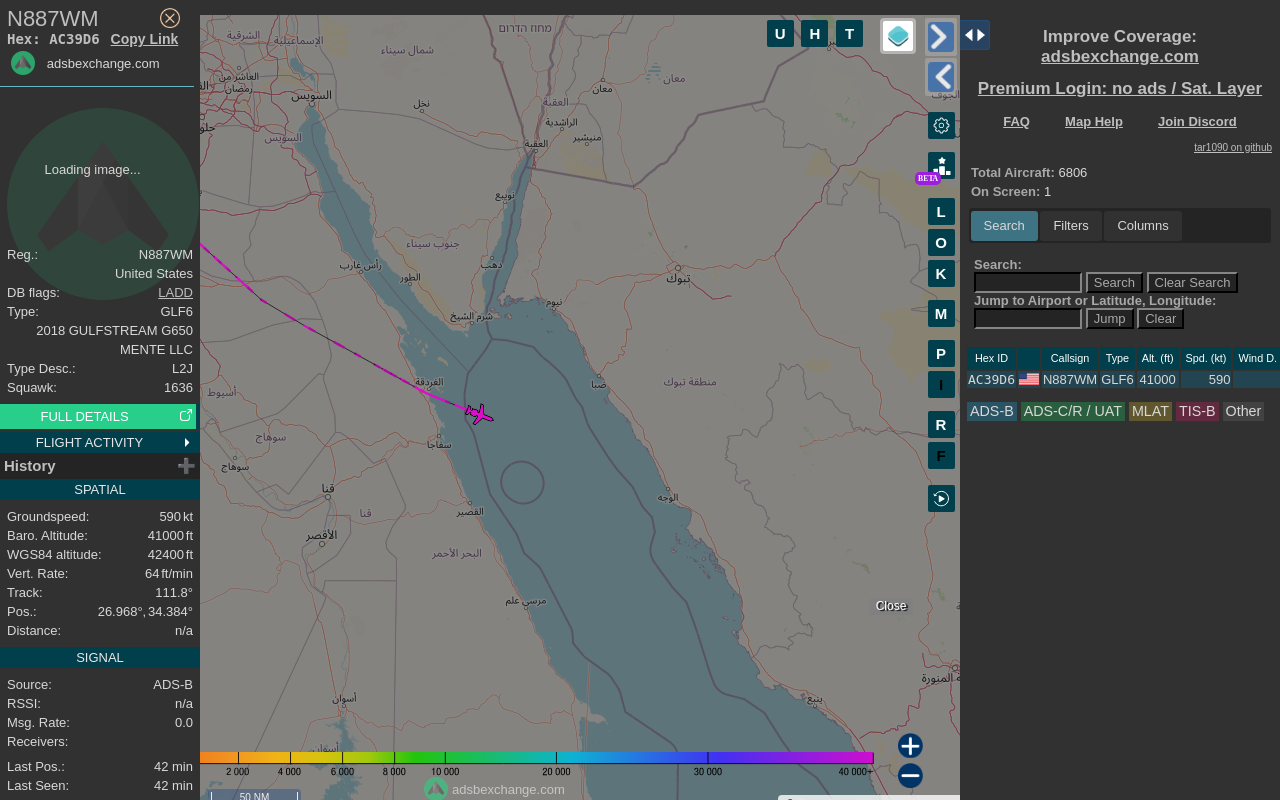 N887WM
Hex: AC39D6 Copy Link
adsbexchange.com
Loading image...
Reg.: N887WM
United States
DB flags: LADD
Type: GLF6
2018 GULFSTREAM G650
MENTE LLC
Type Desc.: L2J
Squawk: 1636
FULL DETAILS
FLIGHT ACTIVITY
History
SPATIAL
Groundspeed: 590 kt
Baro. Altitude: 41000 ft
WGS84 altitude: 42400 ft
Vert. Rate: 64 ft/min
Track: 111.8°
Pos.: 26.968°, 34.384°
Distance: n/a
SIGNAL
Source: ADS-B
RSSI: n/a
Msg. Rate: 0.0
Receivers:
Last Pos.: 42 min
Last Seen: 42 min
الشرقية
الإسماعيلية
מחוז הדרום
شمال سيناء
العاشر من رمضان
السويس
نخل
معان
معان
العقبة
الراشدية
منيشير
السويس
العقبة
نويبع
جنوب سيناء
رأس غارب
الطور
دهب
تبوك
نيوم
شرم الشيخ
الغردقة
ضبا
منطقة تبوك
أسيوط
سوهاج
سفاجا
سوهاج
قنا
الوجه
قنا
القصير
الأقصر
البحر الأحمر
مرسي علم
أسوان
ينبع
المدينة المنورة
أسوان
U H T
BETA
L
O
K
M
P
I
R
F
Close
2 000 4 000 6 000 8 000 10 000 20 000 30 000 40 000+
50 NM
adsbexchange.com
Improve Coverage:
adsbexchange.com
Premium Login: no ads / Sat. Layer
FAQ Map Help Join Discord
tar1090 on github
Total Aircraft: 6806
On Screen: 1
Search Filters Columns
Search:
Search Clear Search
Jump to Airport or Latitude, Longitude:
Jump Clear
Hex ID Callsign Type Alt. (ft) Spd. (kt) Wind D.
AC39D6 N887WM GLF6 41000 590
ADS-B ADS-C/R / UAT MLAT TIS-B Other